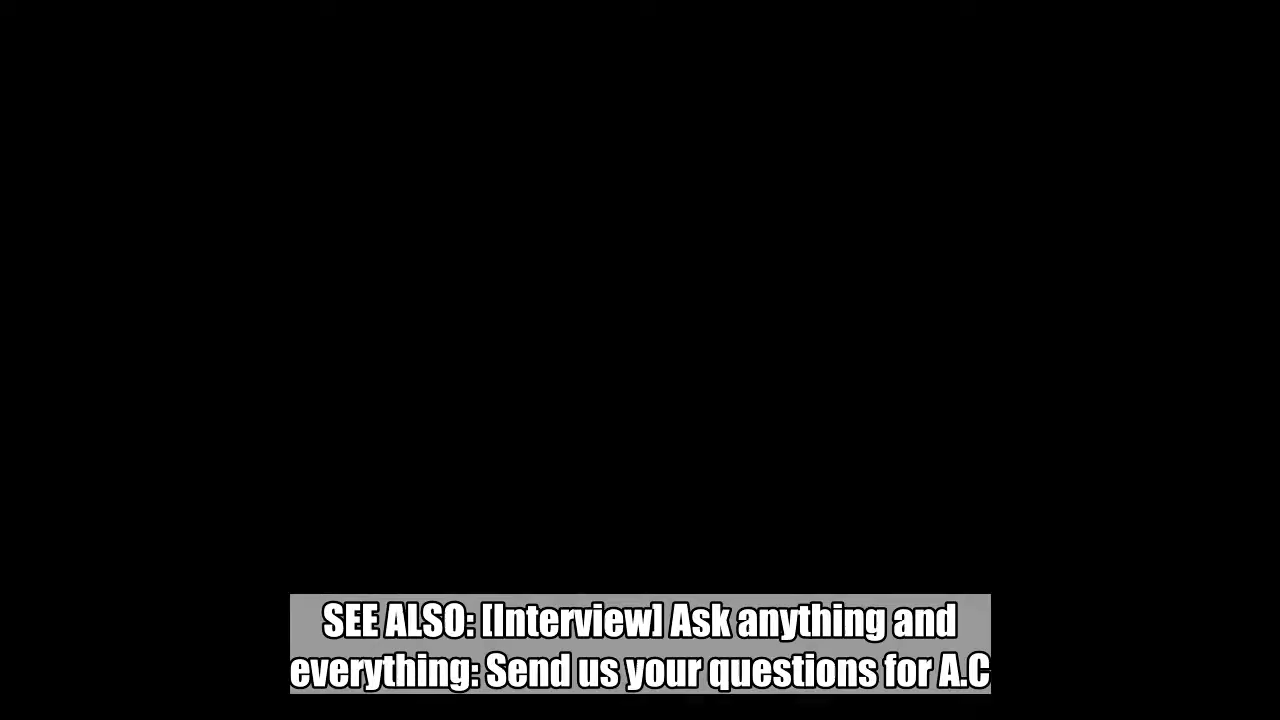 SEE ALSO: [Interview] Ask anything and
everything: Send us your questions for A.C